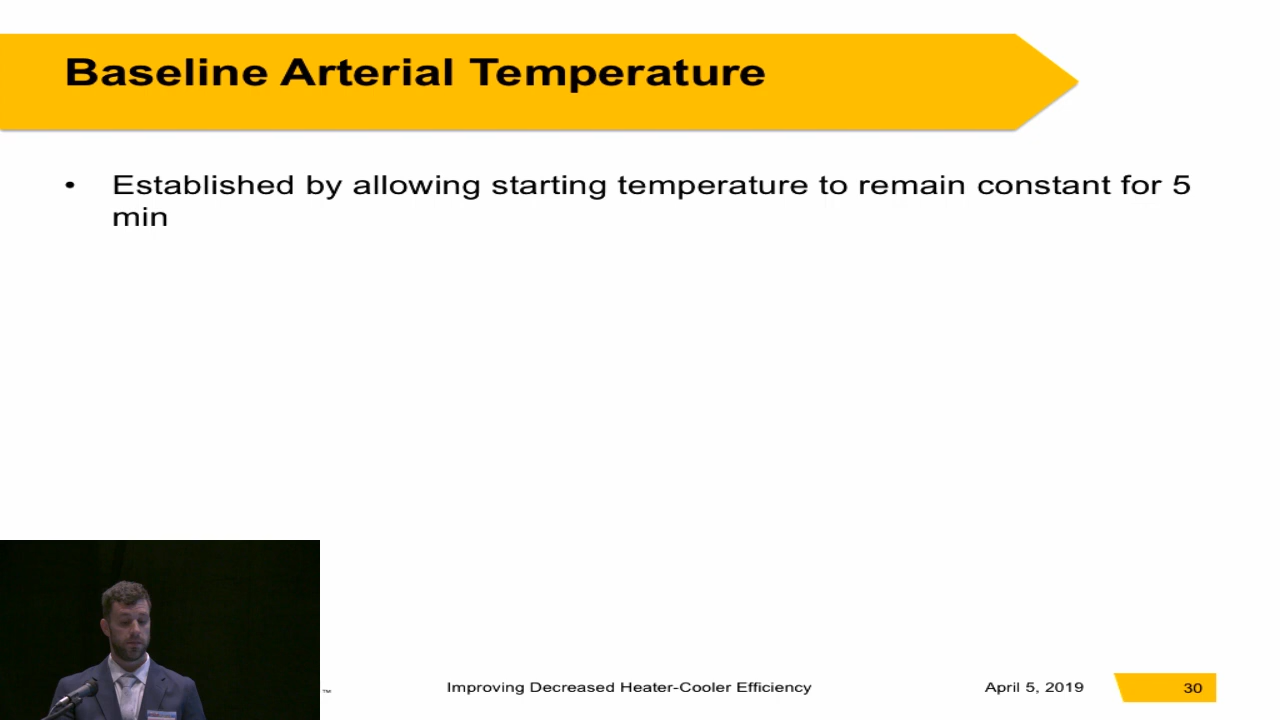 Baseline Arterial Temperature
• Established by allowing starting temperature to remain constant for 5
min
™
Improving Decreased Heater-Cooler Efficiency
April 5, 2019
30